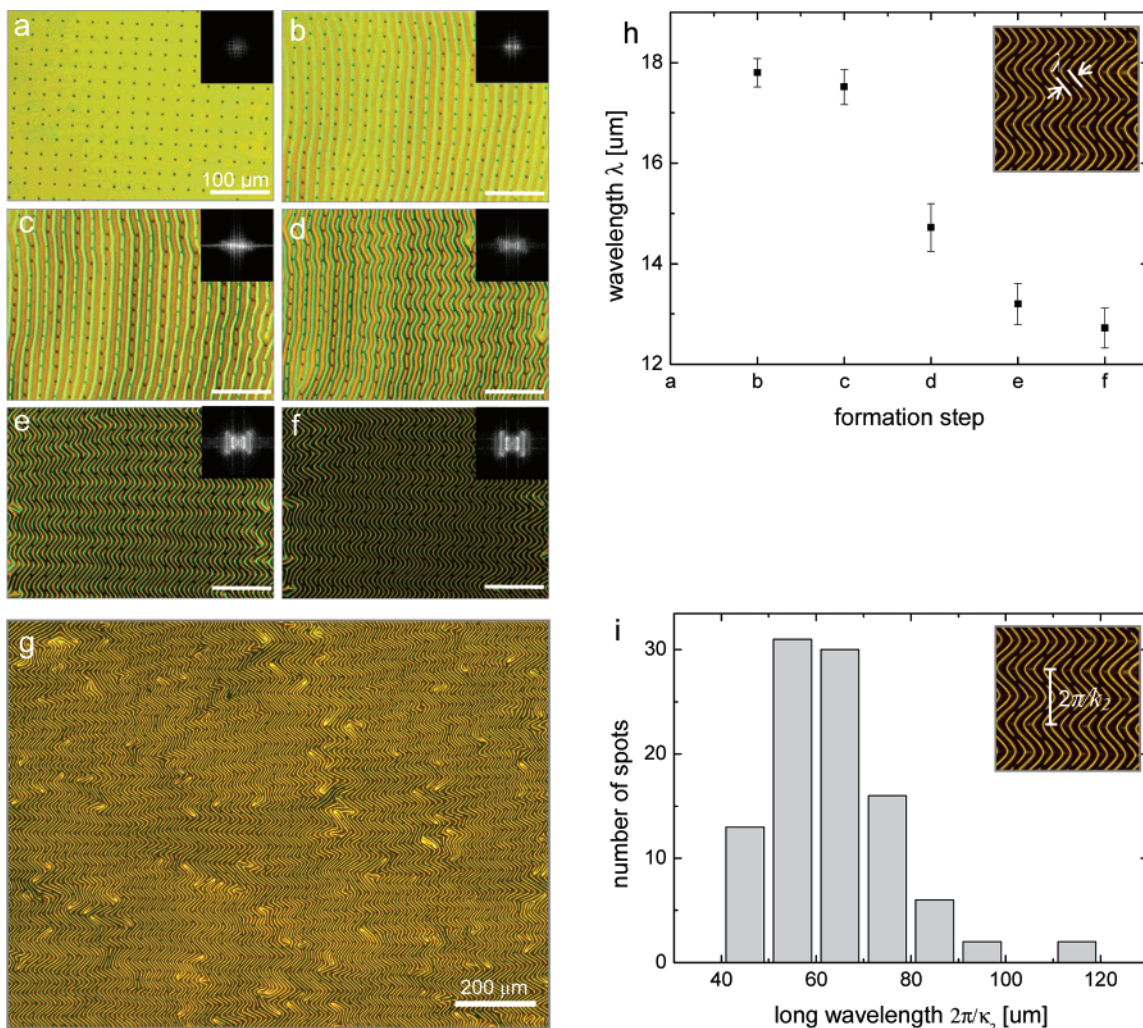 a
100 μm
b
c
d
e
f
g
200 μm
h
18
16
14
12
wavelength λ [um]
a b c d e f
formation step
λ
i
30
20
10
0
number of spots
40 60 80 100 120
long wavelength 2π/κ₂ [um]
2π/k₂